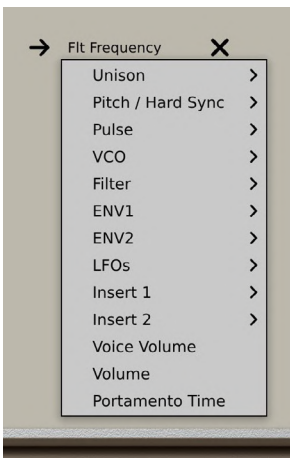 Flt Frequency
Unison
Pitch / Hard Sync
Pulse
VCO
Filter
ENV1
ENV2
LFOs
Insert 1
Insert 2
Voice Volume
Volume
Portamento Time